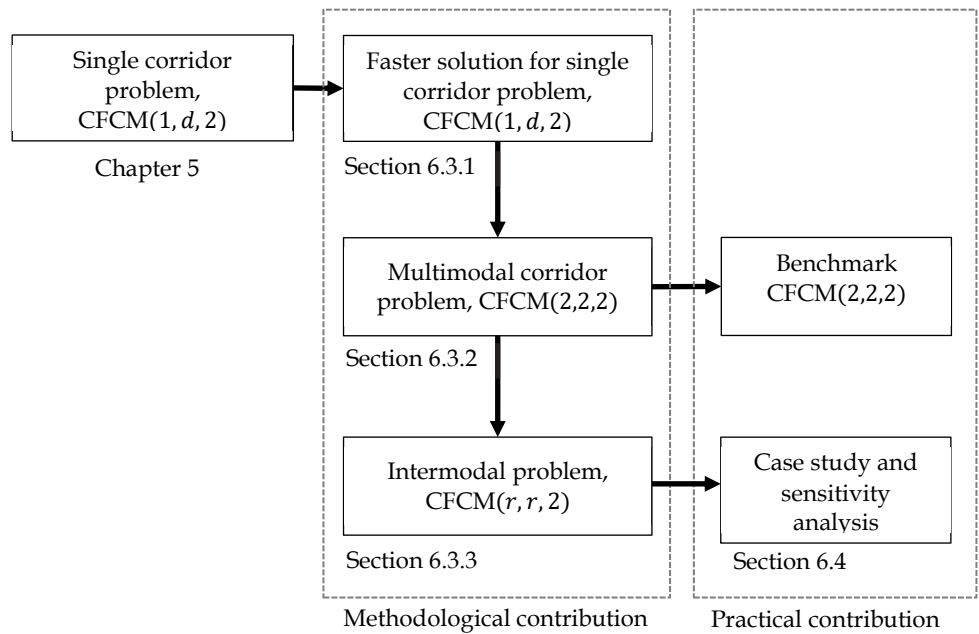 Single corridor
problem,
CFCM(1, d, 2)
Chapter 5
Faster solution for single
corridor problem,
CFCM(1, d, 2)
Section 6.3.1
Multimodal corridor
problem, CFCM(2,2,2)
Section 6.3.2
Benchmark
CFCM(2,2,2)
Intermodal problem,
CFCM(r, r, 2)
Section 6.3.3
Case study and
sensitivity
analysis
Section 6.4
Methodological contribution
Practical contribution